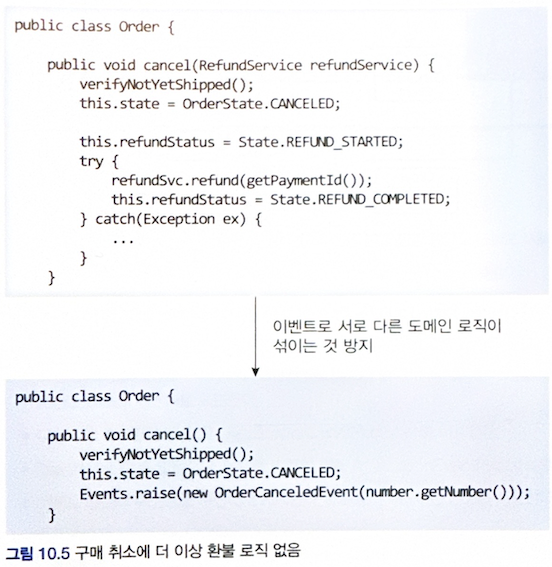 public class Order {
public void cancel(RefundService refundService) {
verifyNotYetShipped();
this.state = OrderState.CANCELED;
this.refundStatus = State.REFUND_STARTED;
try {
refundSvc.refund(getPaymentId());
this.refundStatus = State.REFUND_COMPLETED;
} catch(Exception ex) {
...
}
}
이벤트로 서로 다른 도메인 로직이
섞이는 것 방지
public class Order {
public void cancel() {
verifyNotYetShipped();
this.state = OrderState.CANCELED;
Events.raise(new OrderCanceledEvent(number.getNumber()));
}
그림 10.5 구매 취소에 더 이상 환불 로직 없음